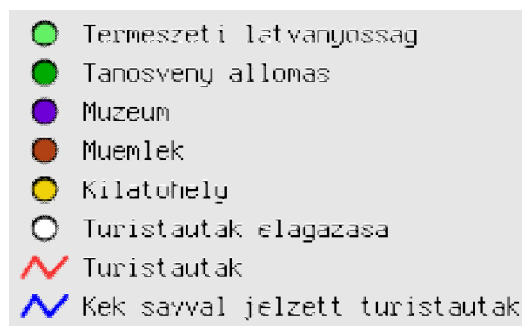 Termeszeti latvanyossag
Tanosveny allomas
Muzeum
Muemlek
Kilatohely
Turistautak elagazasa
Turistautak
Kek savval jelzett turistautak